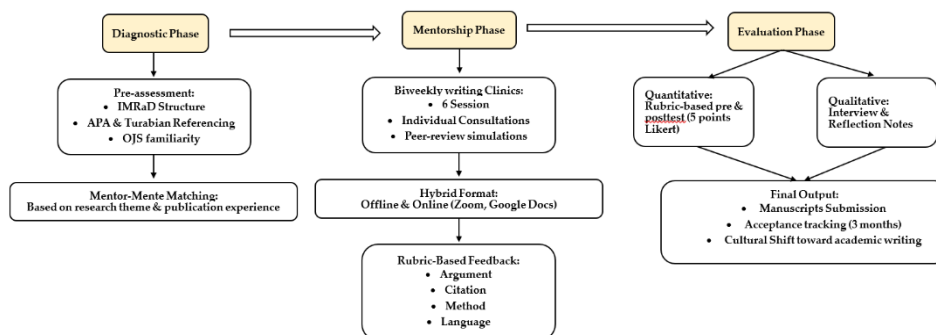 Diagnostic Phase
Mentorship Phase
Evaluation Phase
Pre-assessment:
• IMRaD Structure
• APA & Turabian Referencing
• OJS familiarity
Mentor-Mente Matching:
Based on research theme & publication experience
Biweekly writing Clinics:
• 6 Session
• Individual Consultations
• Peer-review simulations
Hybrid Format:
Offline & Online (Zoom, Google Docs)
Rubric-Based Feedback:
• Argument
• Citation
• Method
• Language
Quantitative:
Rubric-based pre &
posttest (5 points
Likert)
Qualitative:
Interview &
Reflection Notes
Final Output:
• Manuscripts Submission
• Acceptance tracking (3 months)
• Cultural Shift toward academic writing